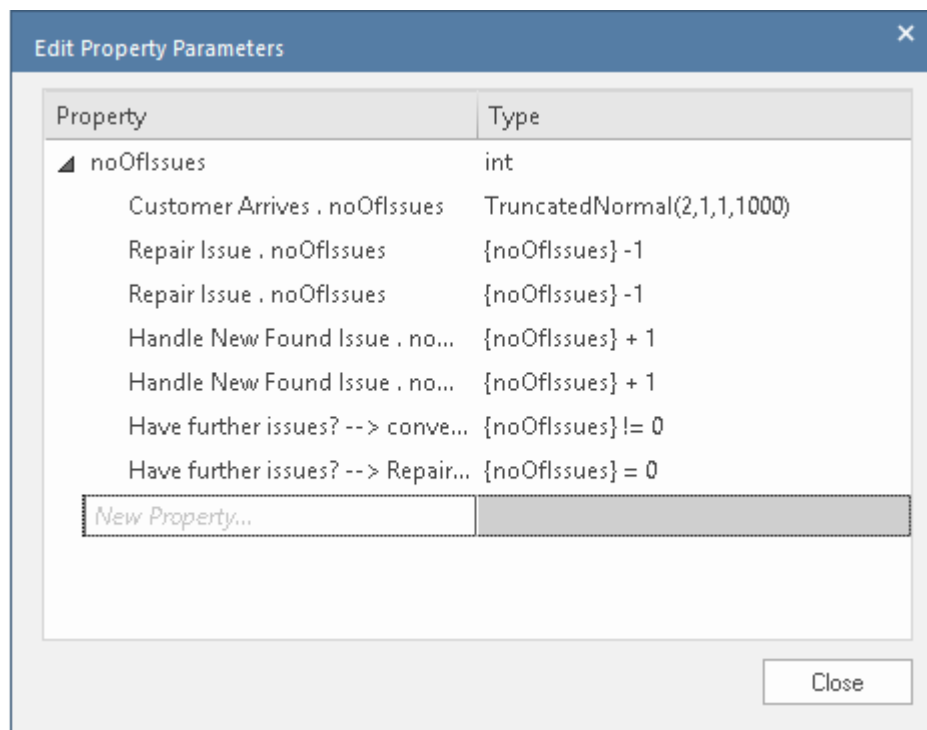 Edit Property Parameters
Property Type
noOfIssues int
Customer Arrives . noOfIssues TruncatedNormal(2,1,1,1000)
Repair Issue . noOfIssues {noOfIssues} -1
Repair Issue . noOfIssues {noOfIssues} -1
Handle New Found Issue . no... {noOfIssues} + 1
Handle New Found Issue . no... {noOfIssues} + 1
Have further issues? --> conve... {noOfIssues} != 0
Have further issues? --> Repair... {noOfIssues} = 0
New Property...
Close